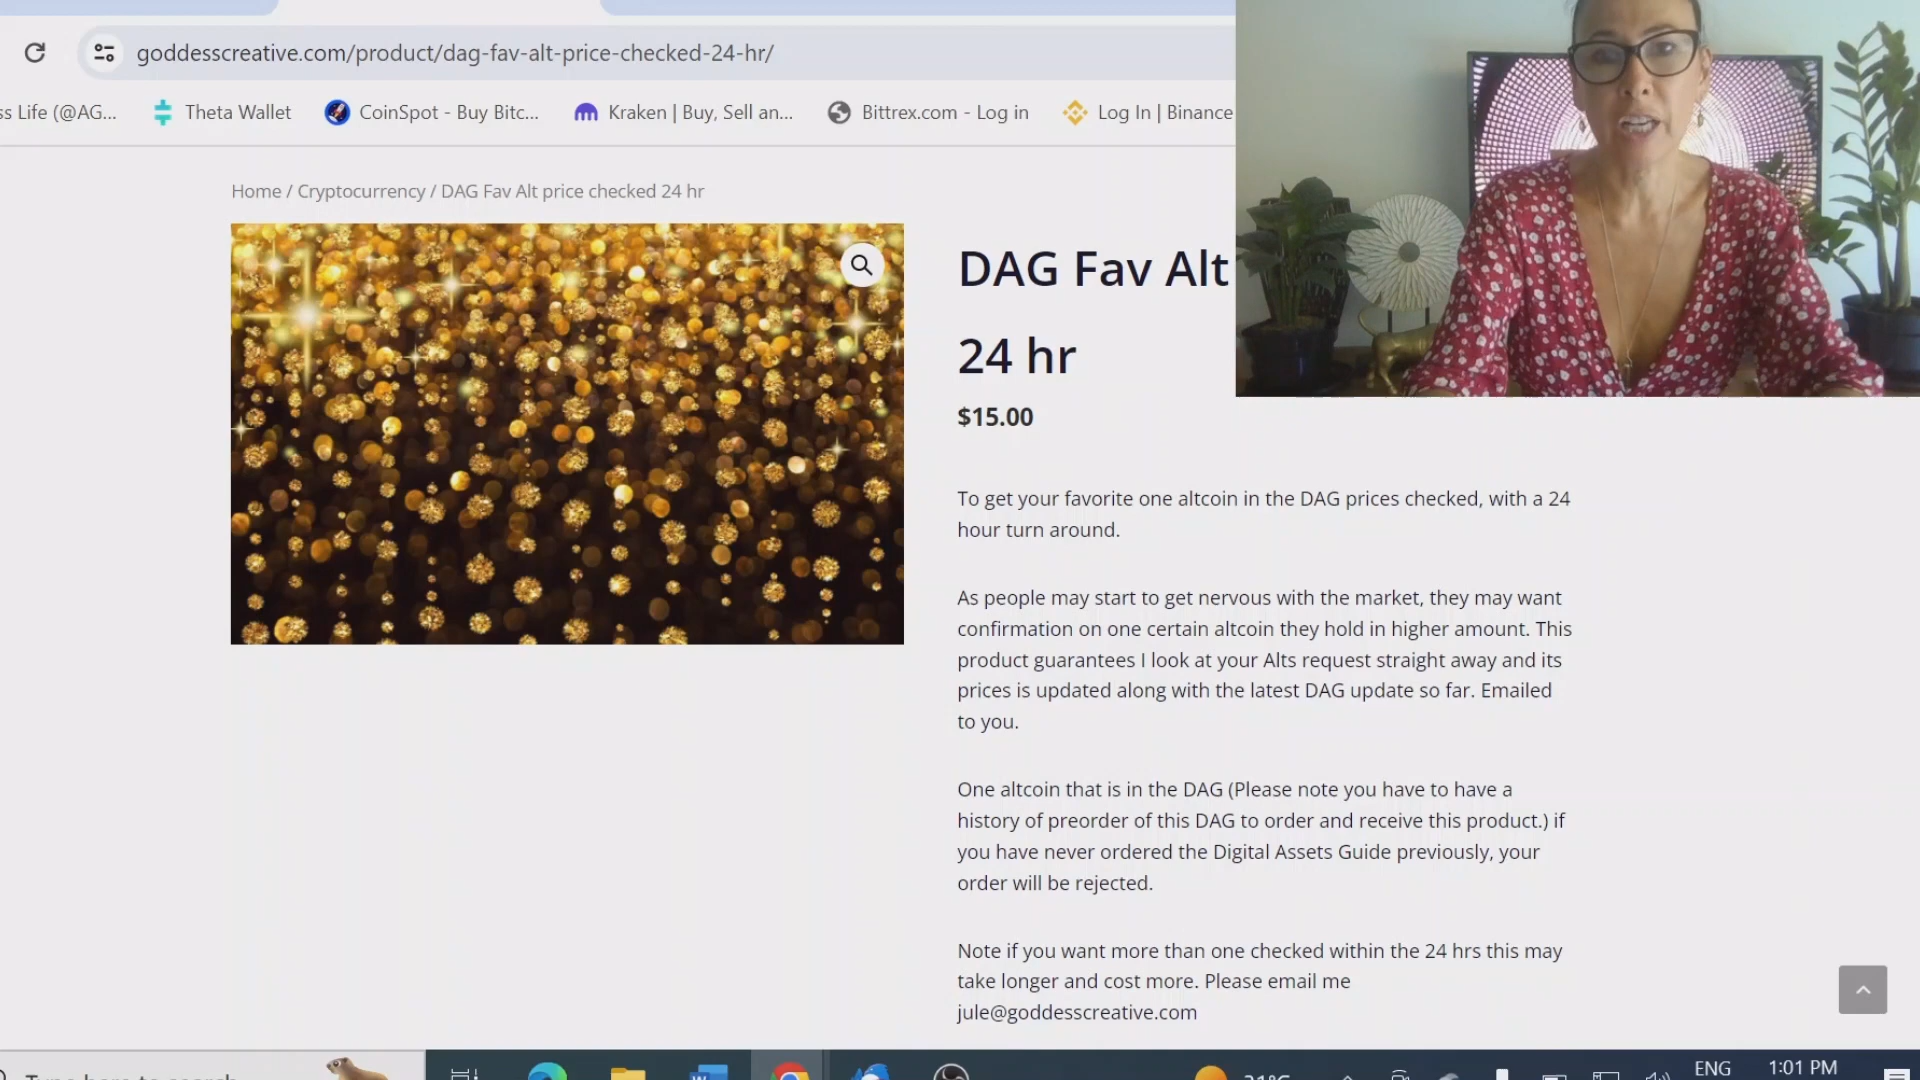 goddesscreative.com/product/dag-fav-alt-price-checked-24-hr/
ss Life (@AG... Theta Wallet CoinSpot - Buy Bitc... Kraken | Buy, Sell an... Bittrex.com - Log in Log In | Binance
Home / Cryptocurrency / DAG Fav Alt price checked 24 hr
DAG Fav Alt
24 hr
$15.00
To get your favorite one altcoin in the DAG prices checked, with a 24
hour turn around.
As people may start to get nervous with the market, they may want
confirmation on one certain altcoin they hold in higher amount. This
product guarantees I look at your Alts request straight away and its
prices is updated along with the latest DAG update so far. Emailed
to you.
One altcoin that is in the DAG (Please note you have to have a
history of preorder of this DAG to order and receive this product.) if
you have never ordered the Digital Assets Guide previously, your
order will be rejected.
Note if you want more than one checked within the 24 hrs this may
take longer and cost more. Please email me
jule@goddesscreative.com
Type here to search ENG 1:01 PM